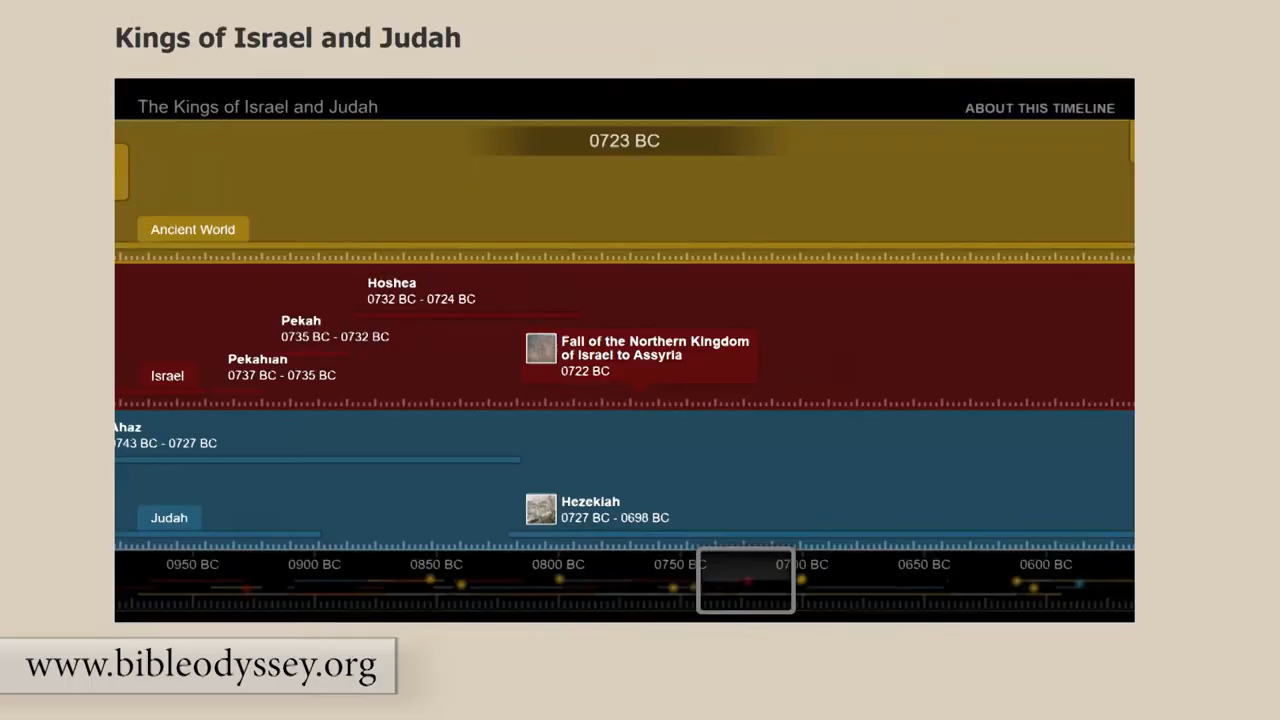 Kings of Israel and Judah
The Kings of Israel and Judah
ABOUT THIS TIMELINE
0723 BC
Ancient World
Hoshea
0732 BC - 0724 BC
Pekah
0735 BC - 0732 BC
Fall of the Northern Kingdom
of Israel to Assyria
0722 BC
Pekahiah
0737 BC - 0735 BC
Israel
Ahaz
0743 BC - 0727 BC
Hezekiah
0727 BC - 0698 BC
Judah
0950 BC 0900 BC 0850 BC 0800 BC 0750 BC 0700 BC 0650 BC 0600 BC
www.bibleodyssey.org